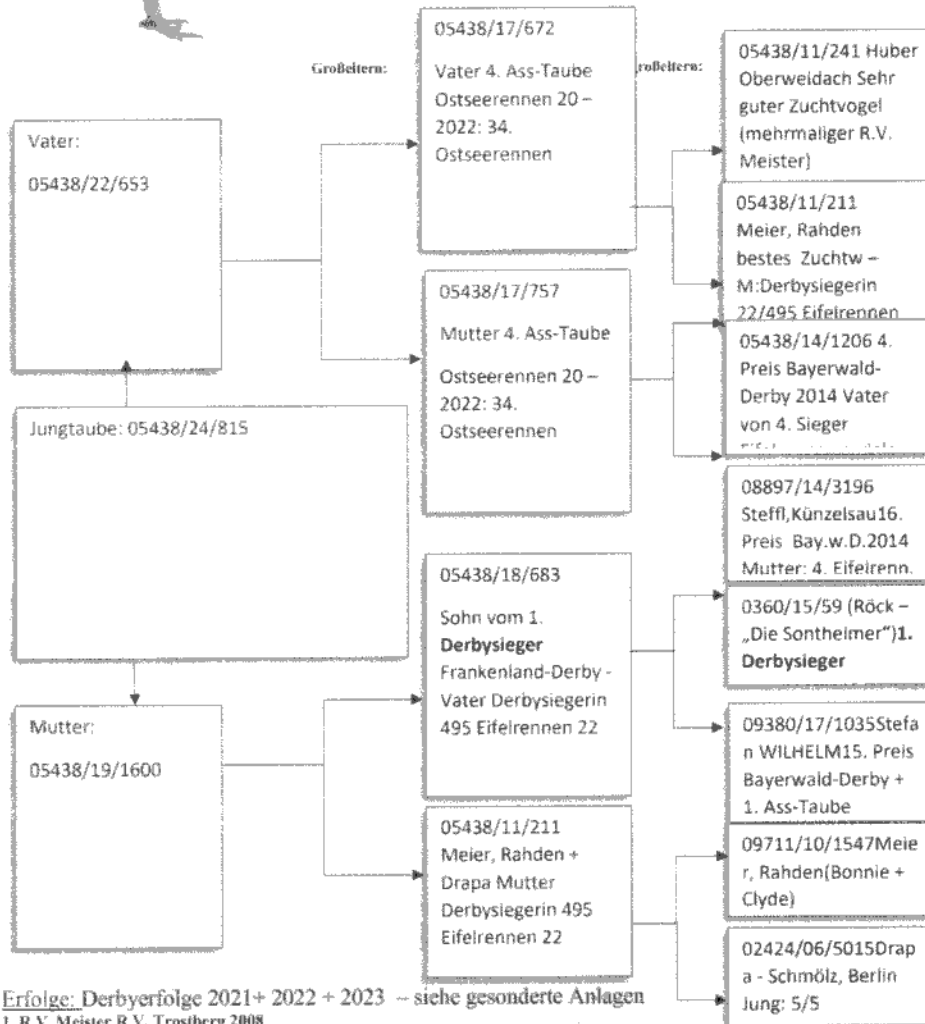 Großeltern:
roßeltern:
Vater:
05438/22/653
Jungtaube: 05438/24/815
Mutter:
05438/19/1600
05438/17/672
Vater 4. Ass-Taube
Ostseerennen 20 –
2022: 34.
Ostseerennen
05438/17/757
Mutter 4. Ass-Taube
Ostseerennen 20 –
2022: 34.
Ostseerennen
05438/18/683
Sohn vom 1.
Derbysieger
Frankenland-Derby -
Vater Derbysiegerin
495 Eifelrennen 22
05438/11/211
Meier, Rahden +
Drapa Mutter
Derbysiegerin 495
Eifelrennen 22
05438/11/241 Huber
Oberweidach Sehr
guter Zuchtvogel
(mehrmaliger R.V.
Meister)
05438/11/211
Meier, Rahden
bestes Zuchtw –
M:Derbysiegerin
22/495 Eifelrennen
05438/14/1206 4.
Preis Bayerwald-
Derby 2014 Vater
von 4. Sieger
08897/14/3196
Steffl,Künzelsau16.
Preis Bay.w.D.2014
Mutter: 4. Eifelrenn.
0360/15/59 (Röck –
„Die Sontheimer“)1.
Derbysieger
09380/17/1035Stefa
n WILHELM15. Preis
Bayerwald-Derby +
1. Ass-Taube
09711/10/1547Meie
r, Rahden(Bonnie +
Clyde)
02424/06/5015Drap
a - Schmölz, Berlin
Jung: 5/5
Erfolge: Derbyerfolge 2021+ 2022 + 2023 – siehe gesonderte Anlagen
1. R.V. Meister R.V. Trostberg 2008